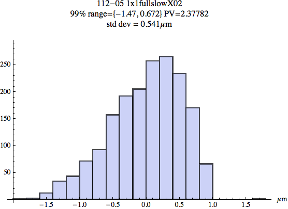 112-05 1x1fullslowX02
99% range={-1.47, 0.672} PV=2.37782
std dev = 0.541μm
250
200
150
100
50
-1.5 -1.0 -0.5 0.0 0.5 1.0 1.5 μm